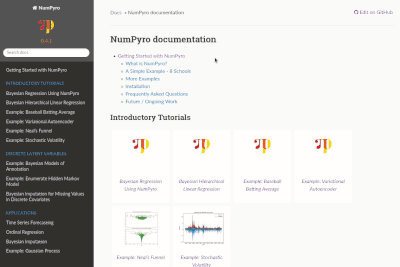 NumPyro
0.0.1
Search docs
Getting Started with NumPyro
INTRODUCTORY TUTORIALS
Bayesian Regression Using NumPyro
Bayesian Hierarchical Linear Regression
Example: Baseball Batting Average
Example: Variational Autoencoder
Example: Neal's Funnel
Example: Stochastic Volatility
DISCRETE LATENT VARIABLES
Example: Bayesian Models of
Annotation
Example: Enumerate Hidden Markov
Model
Bayesian Imputation for Missing Values
in Discrete Covariates
APPLICATIONS
Time Series Forecasting
Ordinal Regression
Bayesian Imputation
Example: Gaussian Process
Docs » NumPyro documentation
Edit on GitHub
NumPyro documentation
Getting Started with NumPyro
What is NumPyro?
A Simple Example - 8 Schools
More Examples
Installation
Frequently Asked Questions
Future / Ongoing Work
Introductory Tutorials
Bayesian Regression
Using NumPyro
Bayesian Hierarchical
Linear Regression
Example: Baseball
Batting Average
Example: Variational
Autoencoder
Example: Neal's Funnel
Example: Stochastic
Volatility